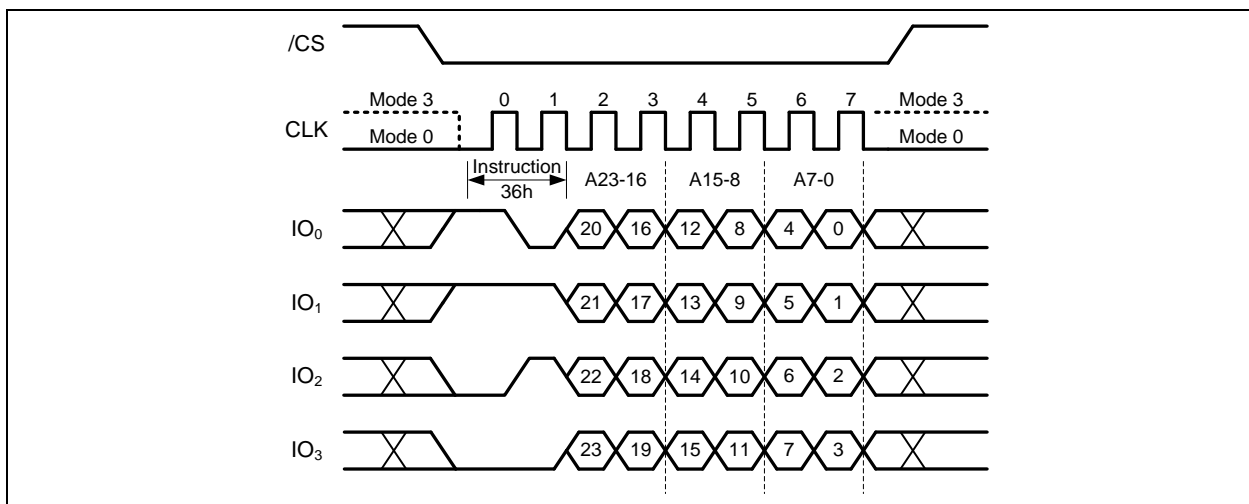 /CS
Mode 3 0 1 2 3 4 5 6 7 Mode 3
CLK
Mode 0 Mode 0
Instruction A23-16 A15-8 A7-0
36h
IO₀ 20 16 12 8 4 0
IO₁ 21 17 13 9 5 1
IO₂ 22 18 14 10 6 2
IO₃ 23 19 15 11 7 3